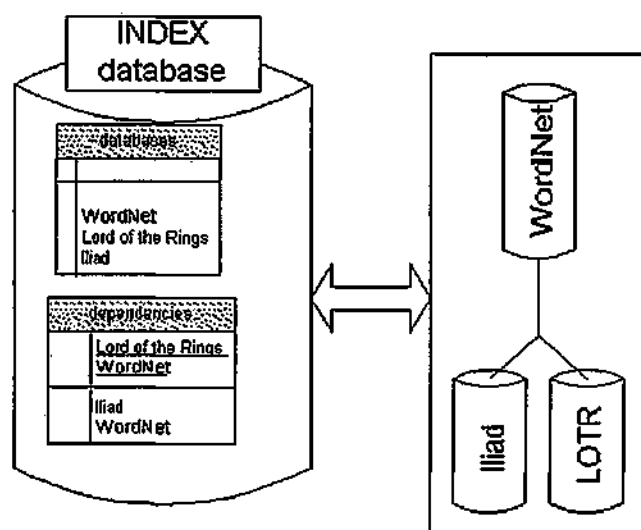 INDEX
database
databases
WordNet
Lord of the Rings
Iliad
dependencies
Lord of the Rings
WordNet
Iliad
WordNet
WordNet
Iliad
LOTR